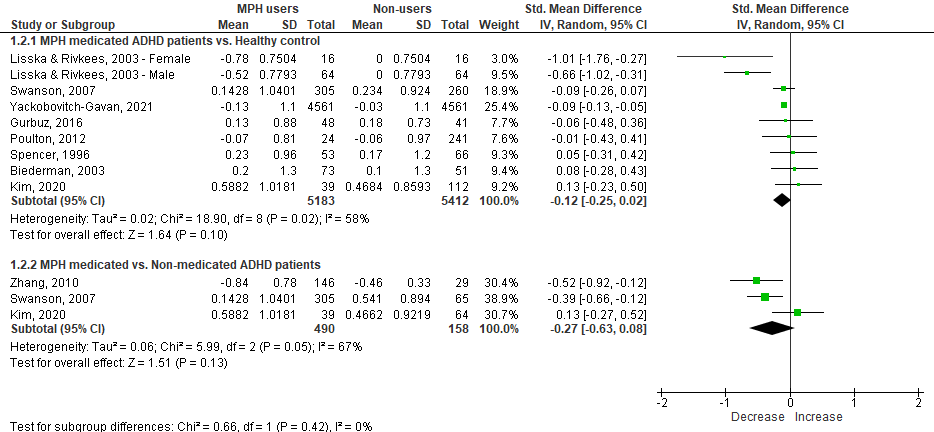 MPH users Non-users Std. Mean Difference Std. Mean Difference
Study or Subgroup Mean SD Total Mean SD Total Weight IV, Random, 95% CI IV, Random, 95% CI
1.2.1 MPH medicated ADHD patients vs. Healthy control
Lisska & Rivkees, 2003 - Female -0.78 0.7504 16 0 0.7504 16 3.0% -1.01 [-1.76, -0.27]
Lisska & Rivkees, 2003 - Male -0.52 0.7793 64 0 0.7793 64 9.1% -0.66 [-1.02, -0.31]
Swanson, 2007 0.1428 1.0401 305 0.234 0.924 260 18.9% -0.09 [-0.26, 0.07]
Yackobovitch-Gavan, 2021 -0.13 1.1 4561 -0.03 1.1 4561 25.4% -0.09 [-0.13, -0.05]
Gurbuz, 2016 0.13 0.88 48 0.18 0.73 41 7.7% -0.06 [-0.48, 0.36]
Poulton, 2012 -0.07 0.81 24 -0.06 0.97 241 7.7% -0.01 [-0.43, 0.41]
Spencer, 1996 0.23 0.96 53 0.17 1.2 66 9.3% 0.05 [-0.31, 0.42]
Biederman, 2003 0.2 1.3 73 0.1 1.3 51 9.4% 0.08 [-0.28, 0.43]
Kim, 2020 0.5882 1.0181 39 0.4684 0.8593 112 9.2% 0.13 [-0.23, 0.50]
Subtotal (95% CI) 5183 5412 100.0% -0.12 [-0.25, 0.02]
Heterogeneity: Tau² = 0.02; Chi² = 18.90, df = 8 (P = 0.02); I² = 58%
Test for overall effect: Z = 1.64 (P = 0.10)
1.2.2 MPH medicated vs. Non-medicated ADHD patients
Zhang, 2010 -0.84 0.78 146 -0.46 0.33 29 30.4% -0.52 [-0.92, -0.12]
Swanson, 2007 0.1428 1.0401 305 0.541 0.894 65 38.5% -0.39 [-0.66, -0.12]
Kim, 2020 0.5882 1.0181 39 0.4662 0.9219 64 31.1% 0.13 [-0.27, 0.52]
Subtotal (95% CI) 490 158 100.0% -0.27 [-0.63, 0.08]
Heterogeneity: Tau² = 0.06; Chi² = 5.99, df = 2 (P = 0.05); I² = 67%
Test for overall effect: Z = 1.51 (P = 0.13)
-2 -1 0 1 2
Decrease Increase
Test for subgroup differences: Chi² = 0.66, df = 1 (P = 0.42), I² = 0%